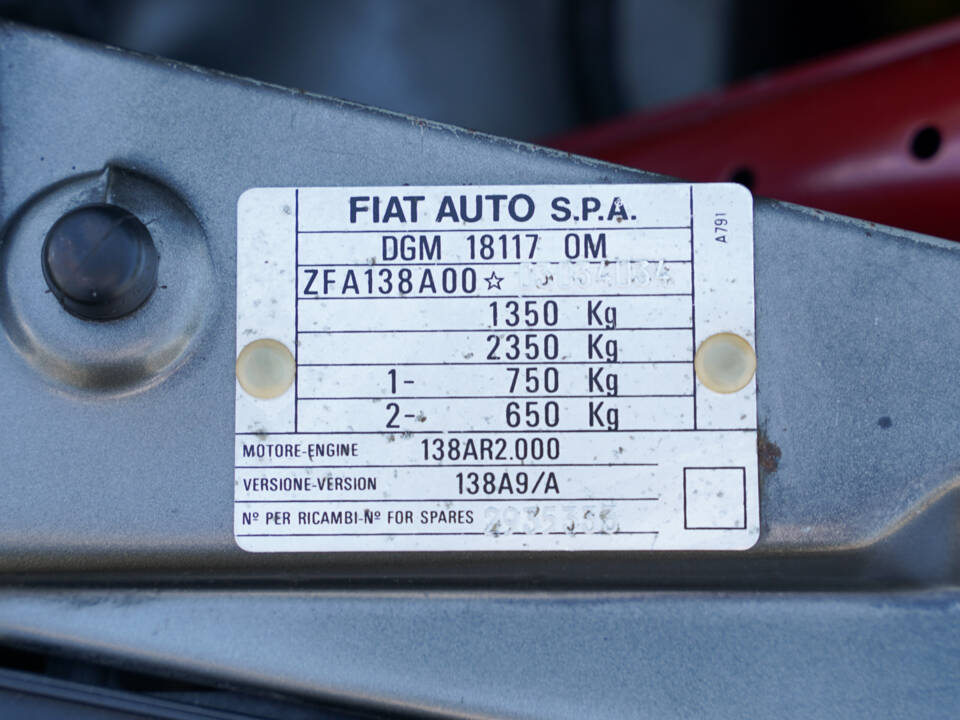 FIAT AUTO S.P.A.
A791
DGM 18117 OM
ZFA138A00☆
1350 Kg
2350 Kg
1- 750 Kg
2- 650 Kg
MOTORE-ENGINE 138AR2.000
VERSIONE-VERSION 138A9/A
Nº PER RICAMBI-Nº FOR SPARES